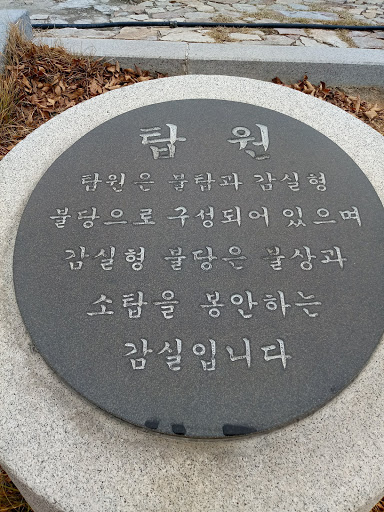 탑 원
탑원은 불탑과 감실형
불당으로 구성되어 있으며
감실형 불당은 불상과
소탑을 봉안하는
감실입니다